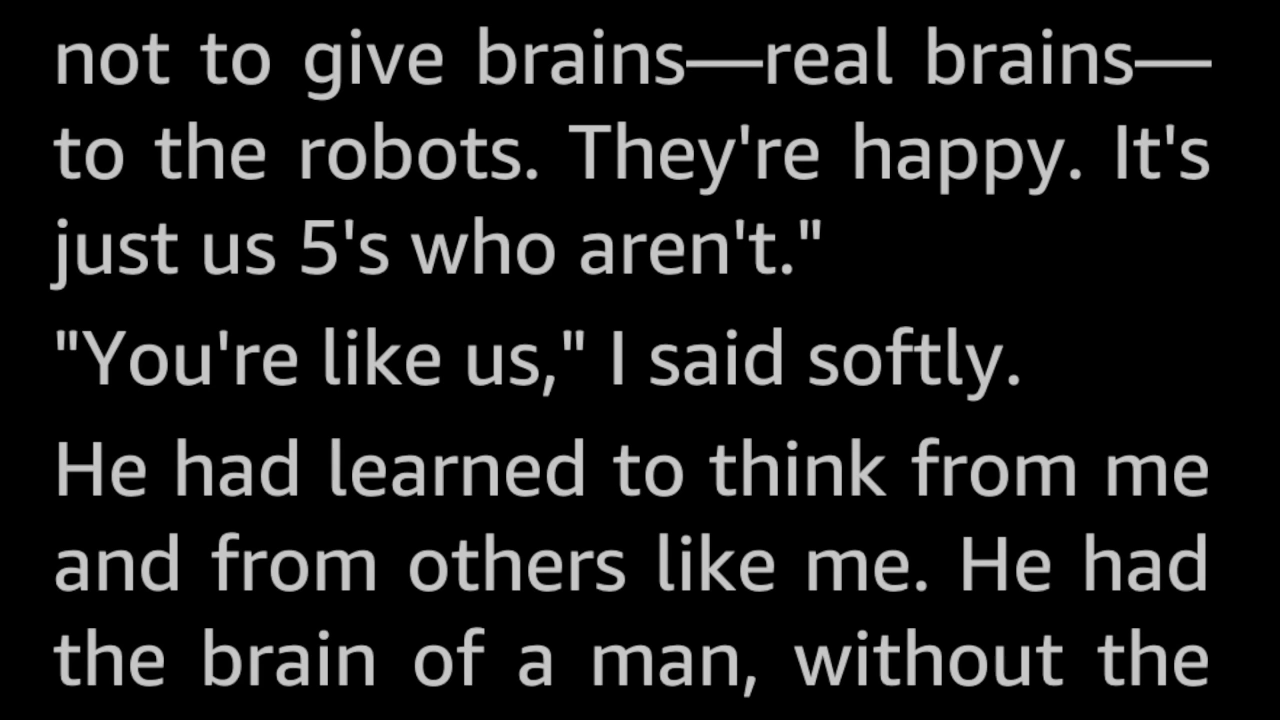 not to give brains—real brains—
to the robots. They're happy. It's
just us 5's who aren't."
"You're like us," I said softly.
He had learned to think from me
and from others like me. He had
the brain of a man, without the